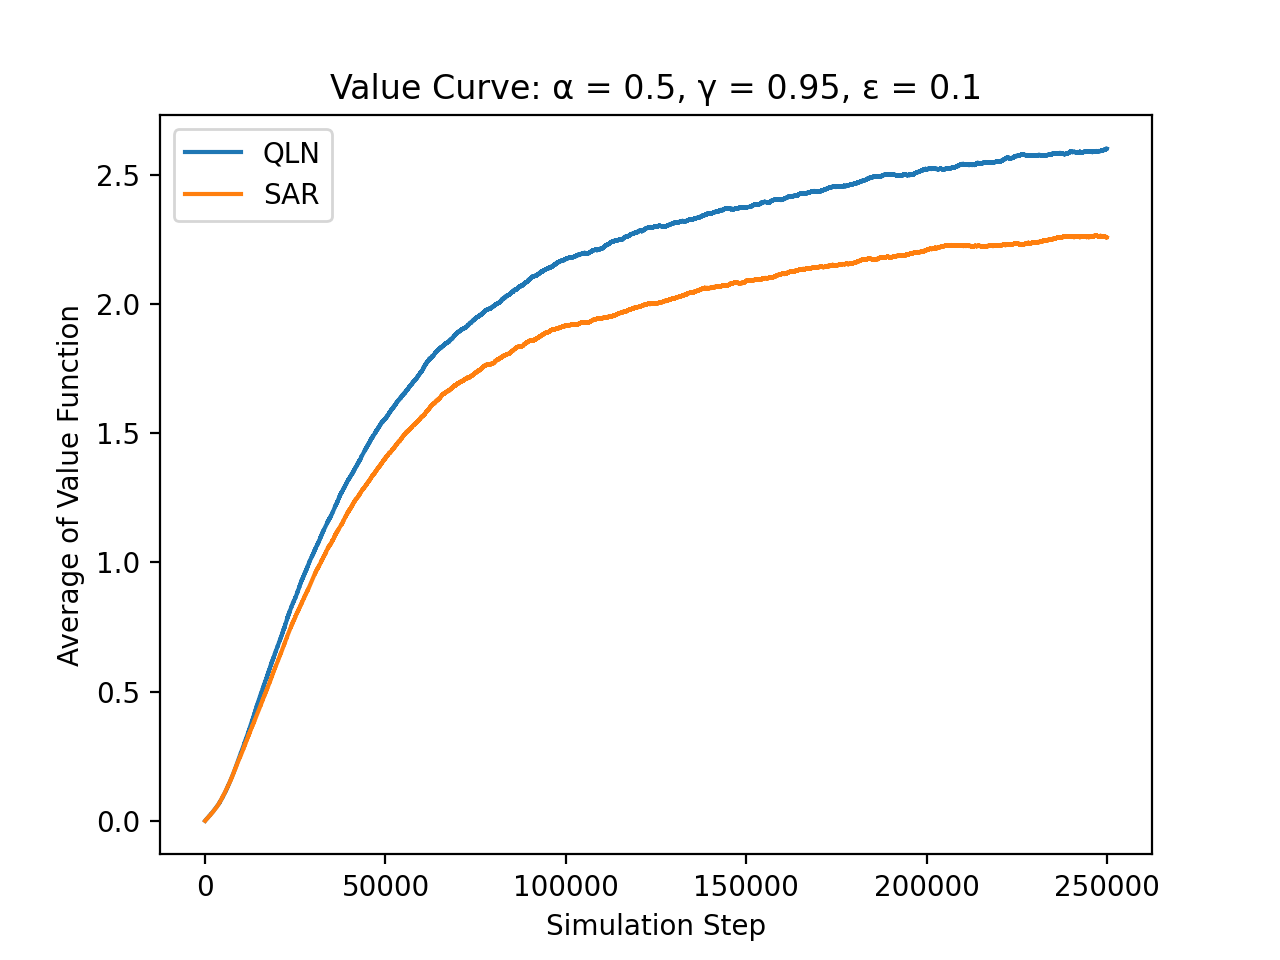 Value Curve: α = 0.5, γ = 0.95, ε = 0.1
QLN
SAR
2.5
2.0
1.5
1.0
0.5
0.0
Average of Value Function
0 50000 100000 150000 200000 250000
Simulation Step